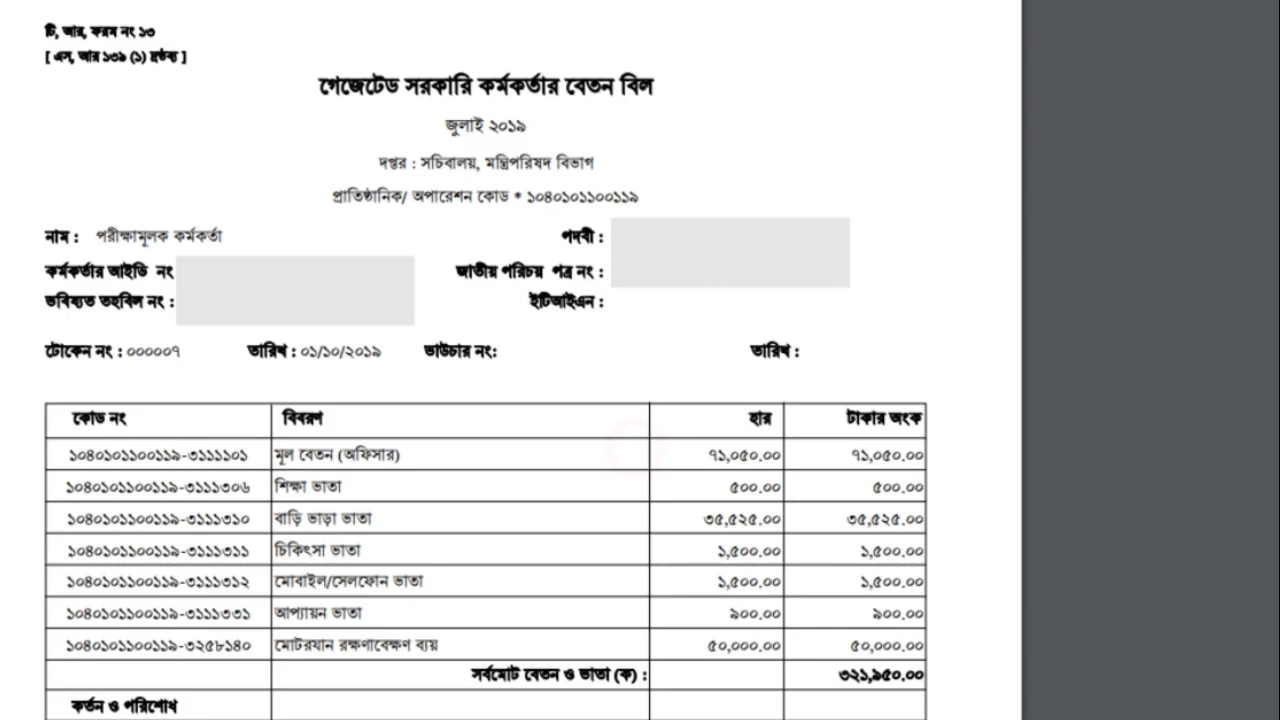 টি, আর, ফরম নং ১৩
[ এস, আর ১৩৯ (১) দ্রষ্টব্য ]
গেজেটেড সরকারি কর্মকর্তার বেতন বিল
জুলাই ২০১৯
দপ্তর : সচিবালয়, মন্ত্রিপরিষদ বিভাগ
প্রাতিষ্ঠানিক/ অপারেশন কোড * ১০৪০১০১১০০১১৯
নাম : পরীক্ষামূলক কর্মকর্তা পদবী :
কর্মকর্তার আইডি নং জাতীয় পরিচয় পত্র নং :
ভবিষ্যত তহবিল নং : ইটিআইএন :
টোকেন নং : ০০০০০৭ তারিখ : ০১/১০/২০১৯ ভাউচার নং: তারিখ :
কোড নং বিবরণ হার টাকার অংক
১০৪০১০১১০০১১৯-৩১১১১০১ মূল বেতন (অফিসার) ৭১,০৫০.০০ ৭১,০৫০.০০
১০৪০১০১১০০১১৯-৩১১১৩০৬ শিক্ষা ভাতা ৫০০.০০ ৫০০.০০
১০৪০১০১১০০১১৯-৩১১১৩১০ বাড়ি ভাড়া ভাতা ৩৫,৫২৫.০০ ৩৫,৫২৫.০০
১০৪০১০১১০০১১৯-৩১১১৩১১ চিকিৎসা ভাতা ১,৫০০.০০ ১,৫০০.০০
১০৪০১০১১০০১১৯-৩১১১৩১২ মোবাইল/সেলফোন ভাতা ১,৫০০.০০ ১,৫০০.০০
১০৪০১০১১০০১১৯-৩১১১৩৩১ আপ্যায়ন ভাতা ৯০০.০০ ৯০০.০০
১০৪০১০১১০০১১৯-৩২৫৮১৪০ মোটরযান রক্ষণাবেক্ষণ ব্যয় ৫০,০০০.০০ ৫০,০০০.০০
সর্বমোট বেতন ও ভাতা (ক) : ৩২১,৯৫০.০০
কর্তন ও পরিশোধ